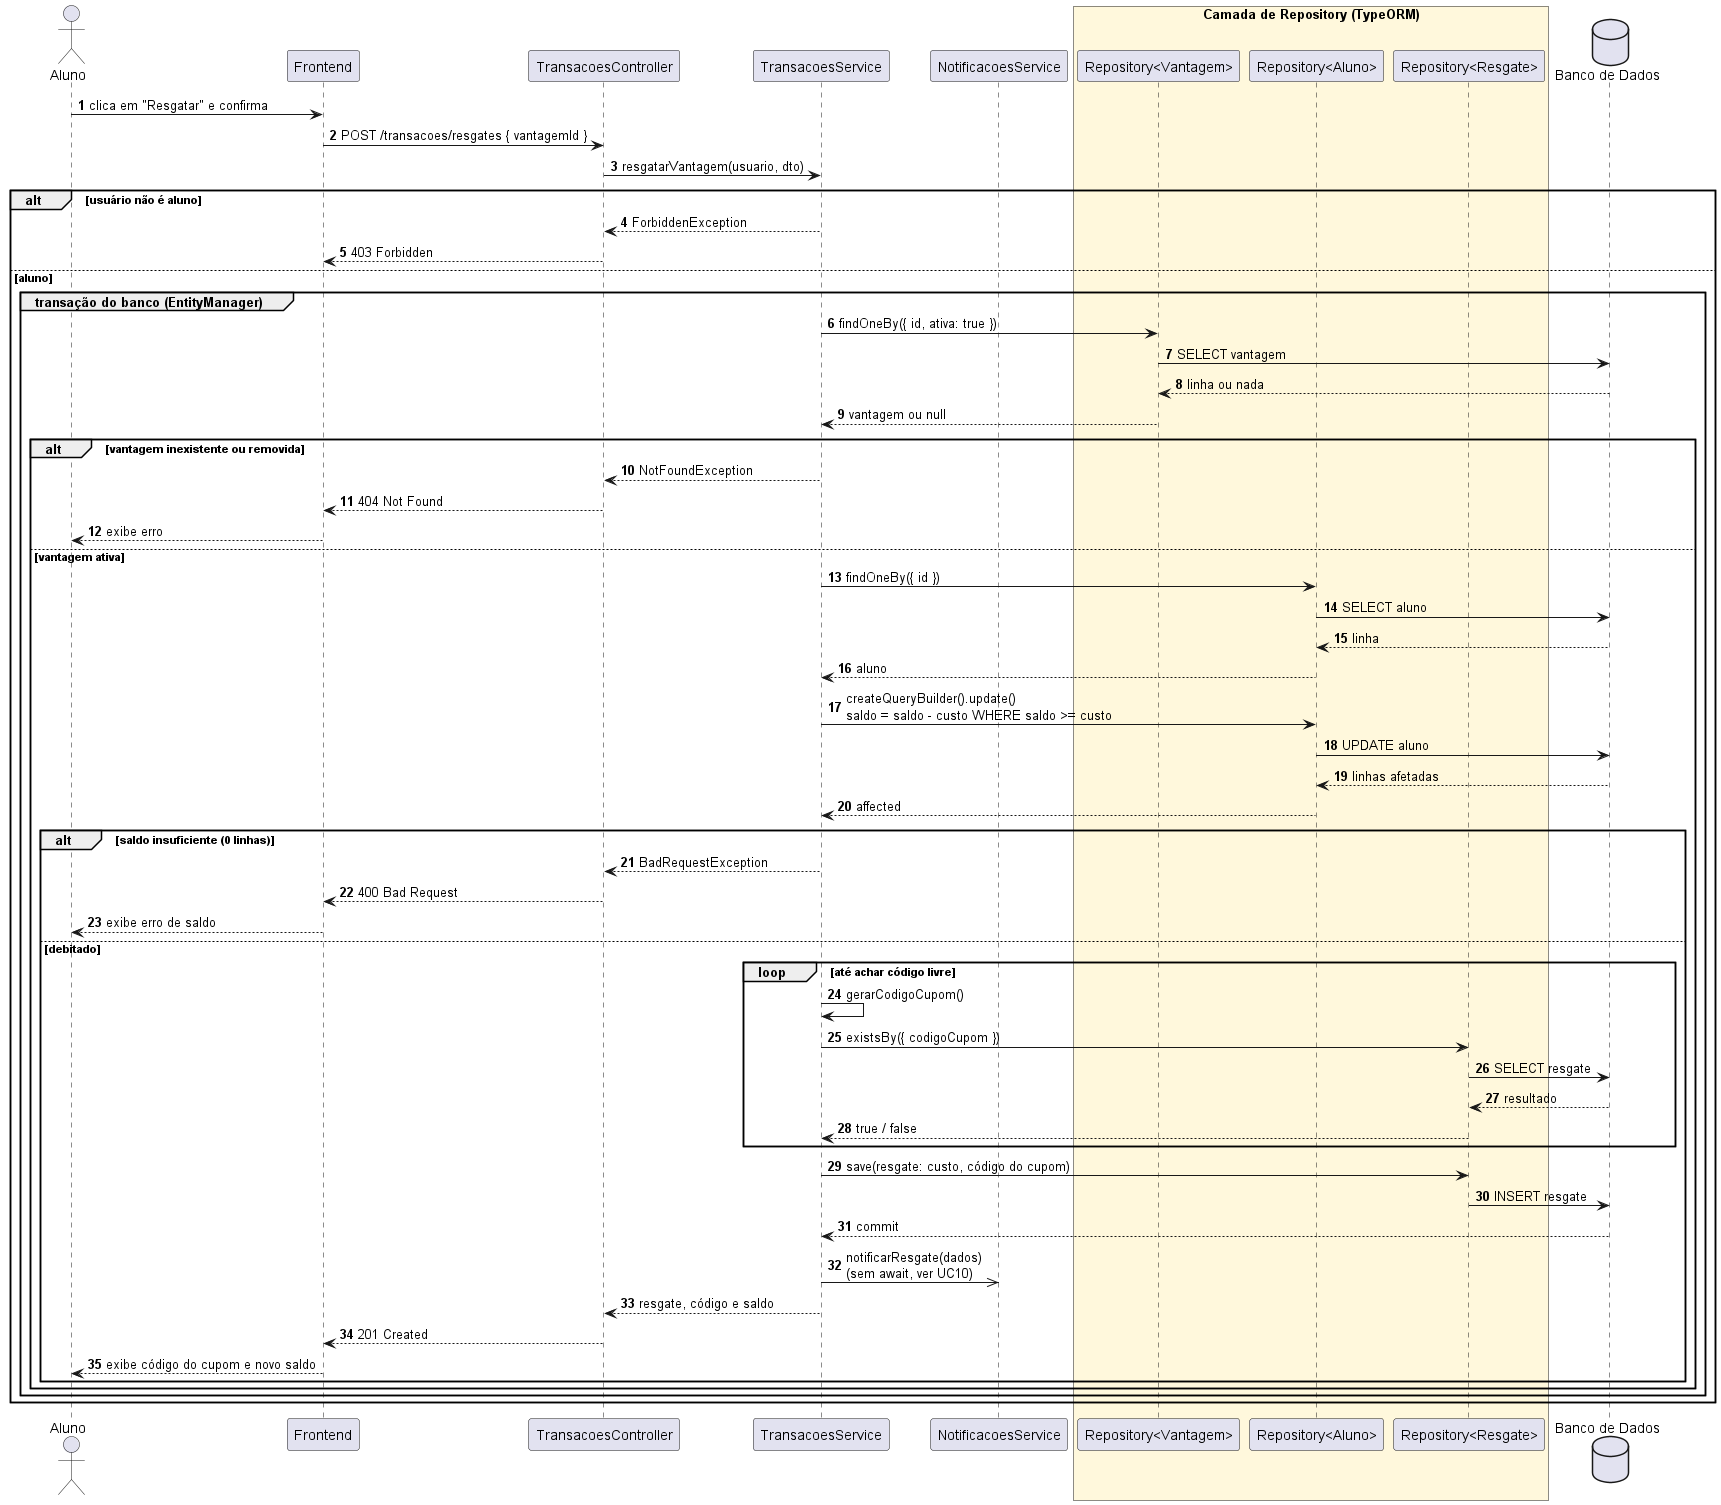 Camada de Repository (TypeORM)
Aluno
Frontend
TransacoesController
TransacoesService
NotificacoesService
Repository<Vantagem>
Repository<Aluno>
Repository<Resgate>
Banco de Dados
1 clica em "Resgatar" e confirma
2 POST /transacoes/resgates { vantagemId }
3 resgatarVantagem(usuario, dto)
alt [usuário não é aluno]
4 ForbiddenException
5 403 Forbidden
[aluno]
transação do banco (EntityManager)
6 findOneBy({ id, ativa: true })
7 SELECT vantagem
8 linha ou nada
9 vantagem ou null
alt [vantagem inexistente ou removida]
10 NotFoundException
11 404 Not Found
12 exibe erro
[vantagem ativa]
13 findOneBy({ id })
14 SELECT aluno
15 linha
16 aluno
17 createQueryBuilder().update()
saldo = saldo - custo WHERE saldo >= custo
18 UPDATE aluno
19 linhas afetadas
20 affected
alt [saldo insuficiente (0 linhas)]
21 BadRequestException
22 400 Bad Request
23 exibe erro de saldo
[debitado]
loop [até achar código livre]
24 gerarCodigoCupom()
25 existsBy({ codigoCupom })
26 SELECT resgate
27 resultado
28 true / false
29 save(resgate: custo, código do cupom)
30 INSERT resgate
31 commit
32 notificarResgate(dados)
(sem await, ver UC10)
33 resgate, código e saldo
34 201 Created
35 exibe código do cupom e novo saldo
Aluno
Frontend
TransacoesController
TransacoesService
NotificacoesService
Repository<Vantagem>
Repository<Aluno>
Repository<Resgate>
Banco de Dados